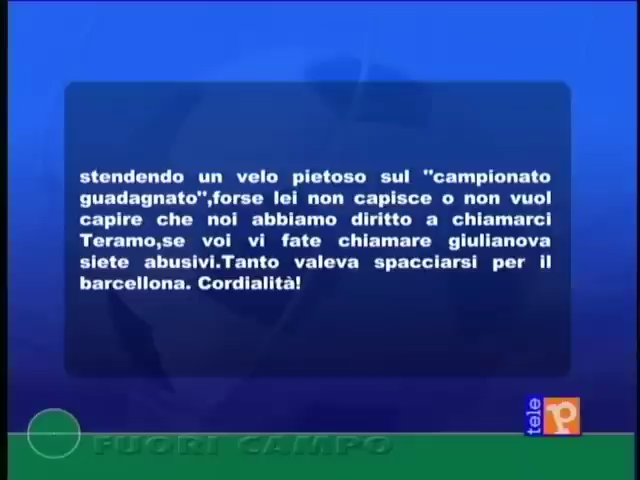 stendendo un velo pietoso sul "campionato
guadagnato",forse lei non capisce o non vuol
capire che noi abbiamo diritto a chiamarci
Teramo,se voi vi fate chiamare giulianova
siete abusivi.Tanto valeva spacciarsi per il
barcellona. Cordialità!
tele p
FUORI CAMPO